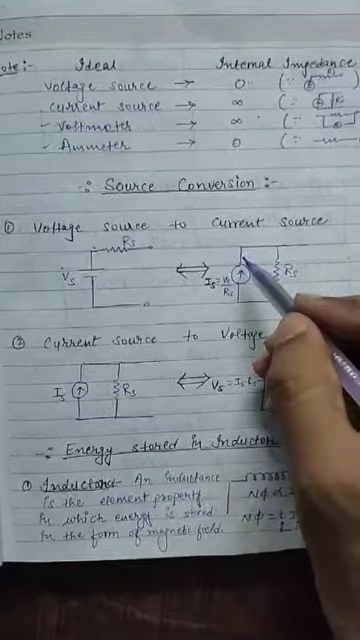 Notes
Note :- Ideal Internal Impedance
Voltage source → 0 (∵
Current source → ∞ (∵
Voltmeter → ∞ (∵
Ammeter → 0 (∵
-: Source Conversion :-
① Voltage source to Current source
Rs
Vs Is = Vs/Rs Rs
② Current source to Voltage
Is Rs Vs = Is Rs
-: Energy stored in Inductor
① Inductor An Inductance
is the element property Nφ ∝
in which energy is stored Nφ =
in the form of magnetic field